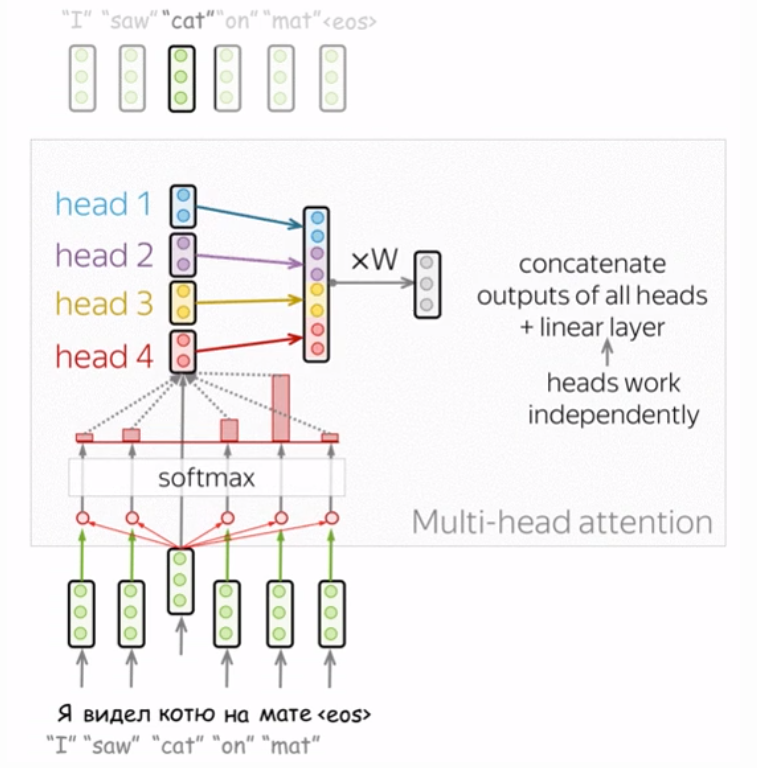 “I” “saw” “cat” “on” “mat” <eos>
head 1
head 2
head 3
head 4
×W
concatenate
outputs of all heads
+ linear layer
heads work
independently
softmax
Multi-head attention
Я видел котю на мате <eos>
“I” “saw” “cat” “on” “mat”